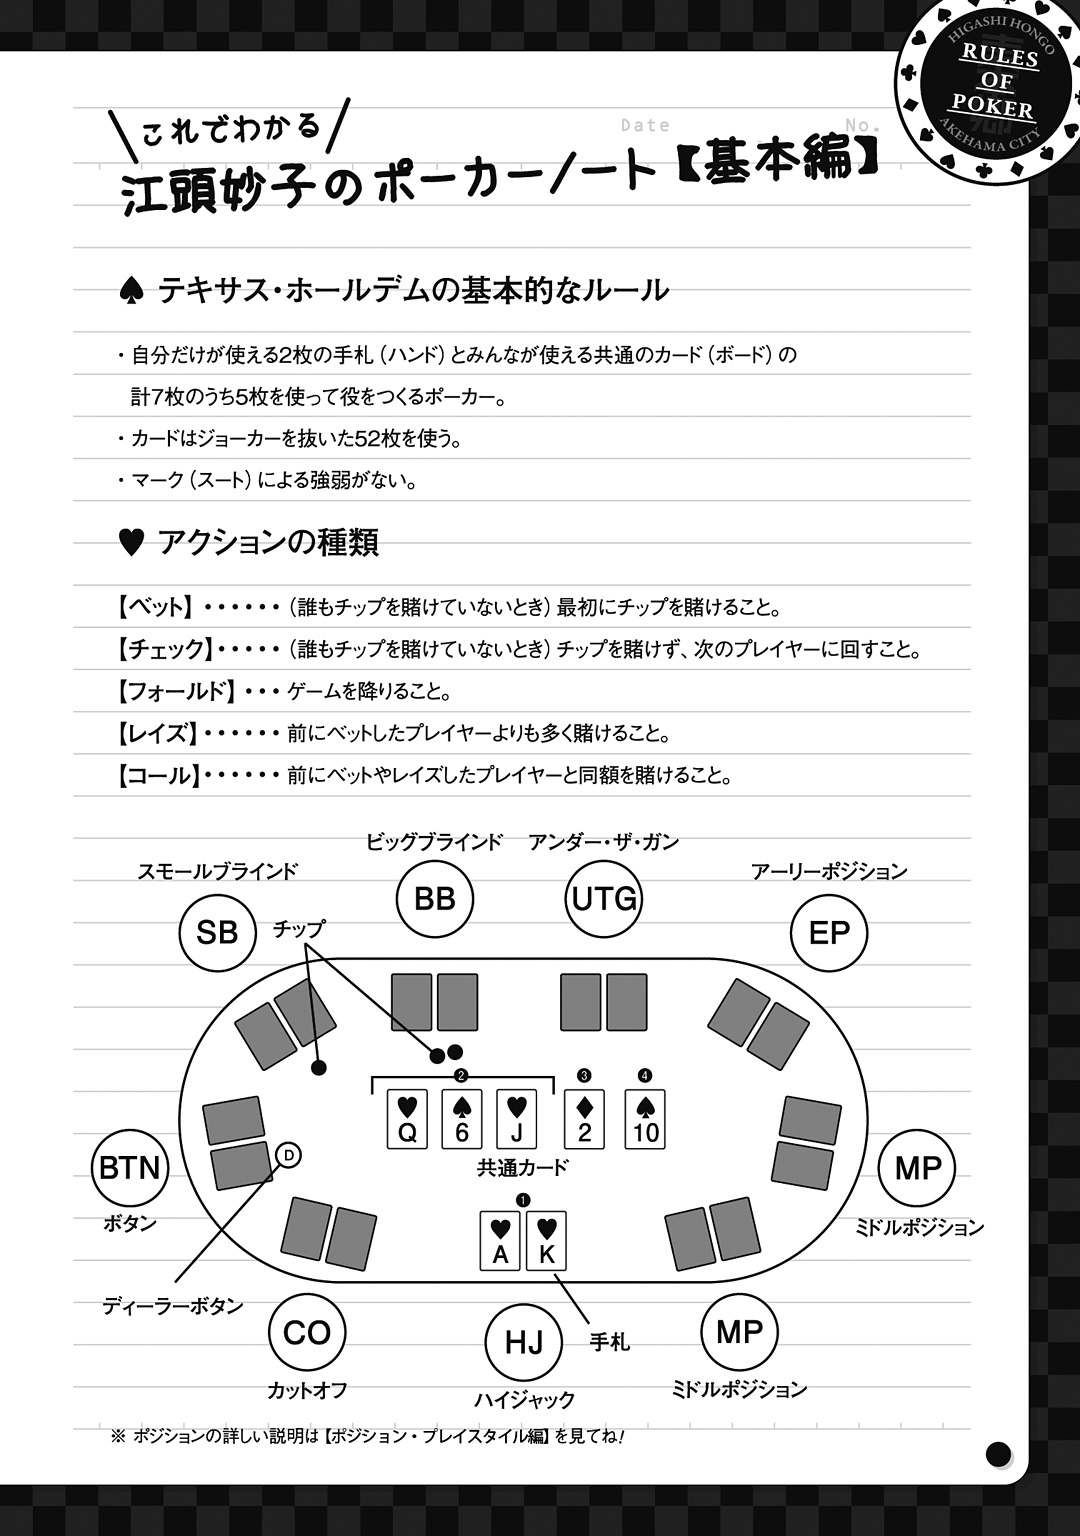 HIGASHI HONGO
RULES
OF
POKER
AKEHAMA CITY
Date
No.
これでわかる
江頭妙子のポーカーノート【基本編】
♠ テキサス・ホールデムの基本的なルール
・自分だけが使える2枚の手札（ハンド）とみんなが使える共通のカード（ボード）の
計7枚のうち5枚を使って役をつくるポーカー。
・カードはジョーカーを抜いた52枚を使う。
・マーク（スート）による強弱がない。
♥ アクションの種類
【ベット】・・・・・・（誰もチップを賭けていないとき）最初にチップを賭けること。
【チェック】・・・・・（誰もチップを賭けていないとき）チップを賭けず、次のプレイヤーに回すこと。
【フォールド】・・・ゲームを降りること。
【レイズ】・・・・・・前にベットしたプレイヤーよりも多く賭けること。
【コール】・・・・・・前にベットやレイズしたプレイヤーと同額を賭けること。
ビッグブラインド
アンダー・ザ・ガン
スモールブラインド
アーリーポジション
BB
UTG
SB
チップ
EP
❷
❸
❹
♥ Q
♠ 6
♥ J
♦ 2
♠ 10
共通カード
BTN
ボタン
D
MP
ミドルポジション
❶
♥ A
♥ K
ディーラーボタン
CO
カットオフ
HJ
ハイジャック
手札
MP
ミドルポジション
※ ポジションの詳しい説明は【ポジション・プレイスタイル編】を見てね!